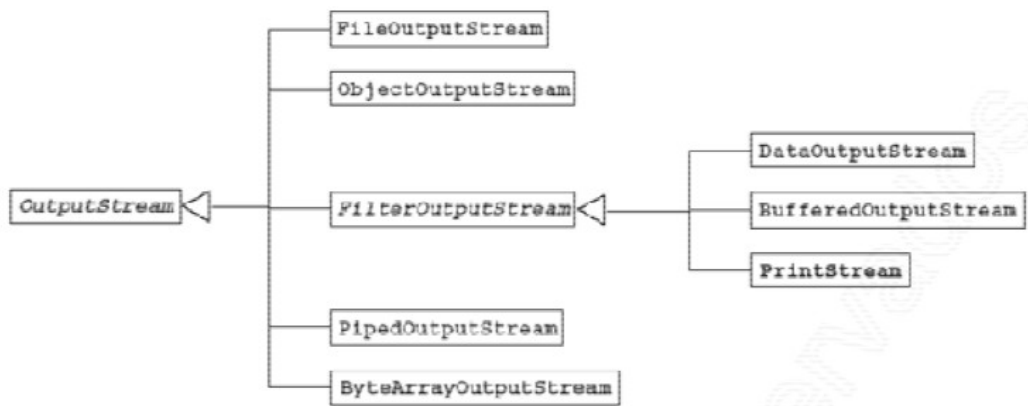 FileOutputStream
ObjectOutputStream
DataOutputStream
OutputStream
FilterOutputStream
BufferedOutputStream
PrintStream
PipedOutputStream
ByteArrayOutputStream